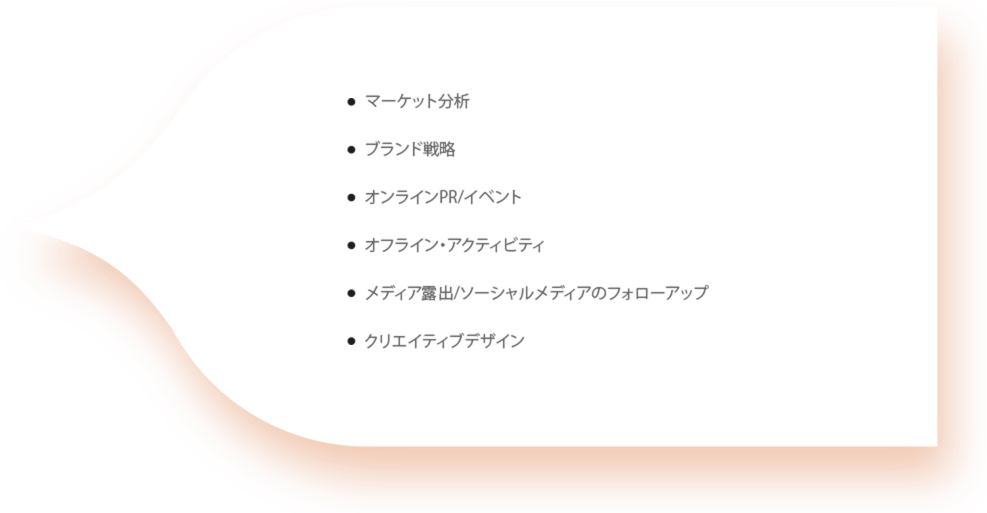 ● マーケット分析
● ブランド戦略
● オンラインPR/イベント
● オフライン・アクティビティ
● メディア露出/ソーシャルメディアのフォローアップ
● クリエイティブデザイン